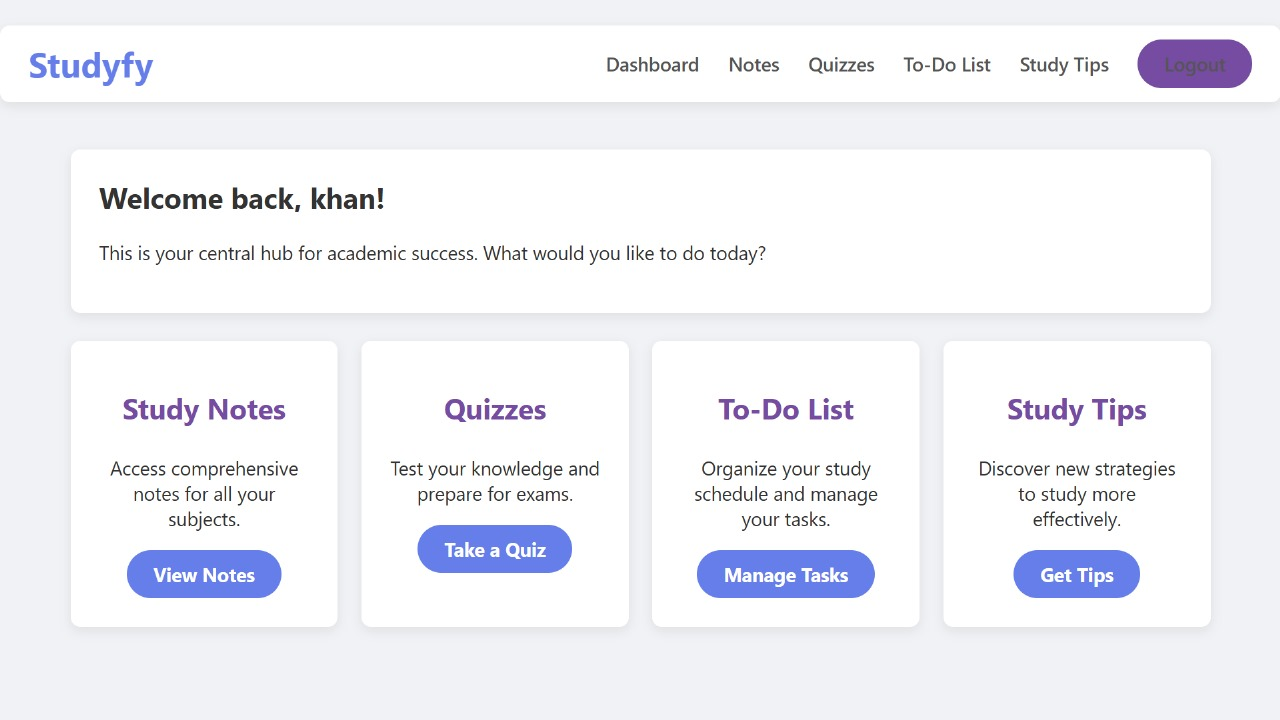 Studyfy
Dashboard Notes Quizzes To-Do List Study Tips Logout
Welcome back, khan!
This is your central hub for academic success. What would you like to do today?
Study Notes
Access comprehensive
notes for all your
subjects.
View Notes
Quizzes
Test your knowledge and
prepare for exams.
Take a Quiz
To-Do List
Organize your study
schedule and manage
your tasks.
Manage Tasks
Study Tips
Discover new strategies
to study more
effectively.
Get Tips